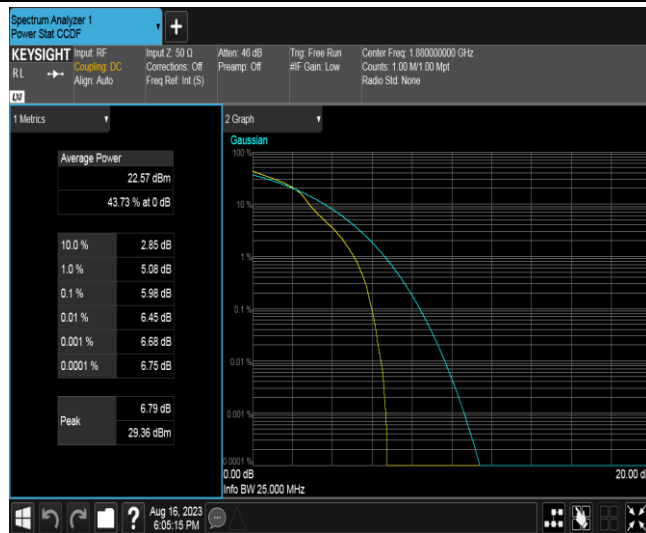 Spectrum Analyzer 1
Power Stat CCDF
+
KEYSIGHT
RL
LXI
Input: RF
Coupling: DC
Align: Auto
Input Z: 50 Ω
Corrections: Off
Freq Ref: Int (S)
Atten: 46 dB
Preamp: Off
Trig: Free Run
#IF Gain: Low
Center Freq: 1.880000000 GHz
Counts: 1.00 M/1.00 Mpt
Radio Std: None
1 Metrics
Average Power
22.57 dBm
43.73 % at 0 dB
10.0 % 2.85 dB
1.0 % 5.08 dB
0.1 % 5.98 dB
0.01 % 6.45 dB
0.001 % 6.68 dB
0.0001 % 6.75 dB
Peak
6.79 dB
29.36 dBm
2 Graph
Gaussian
100 %
10 %
1 %
0.1 %
0.01 %
0.001 %
0.0001 %
0.00 dB
20.00 d
Info BW 25.000 MHz
?
Aug 16, 2023
6:05:15 PM